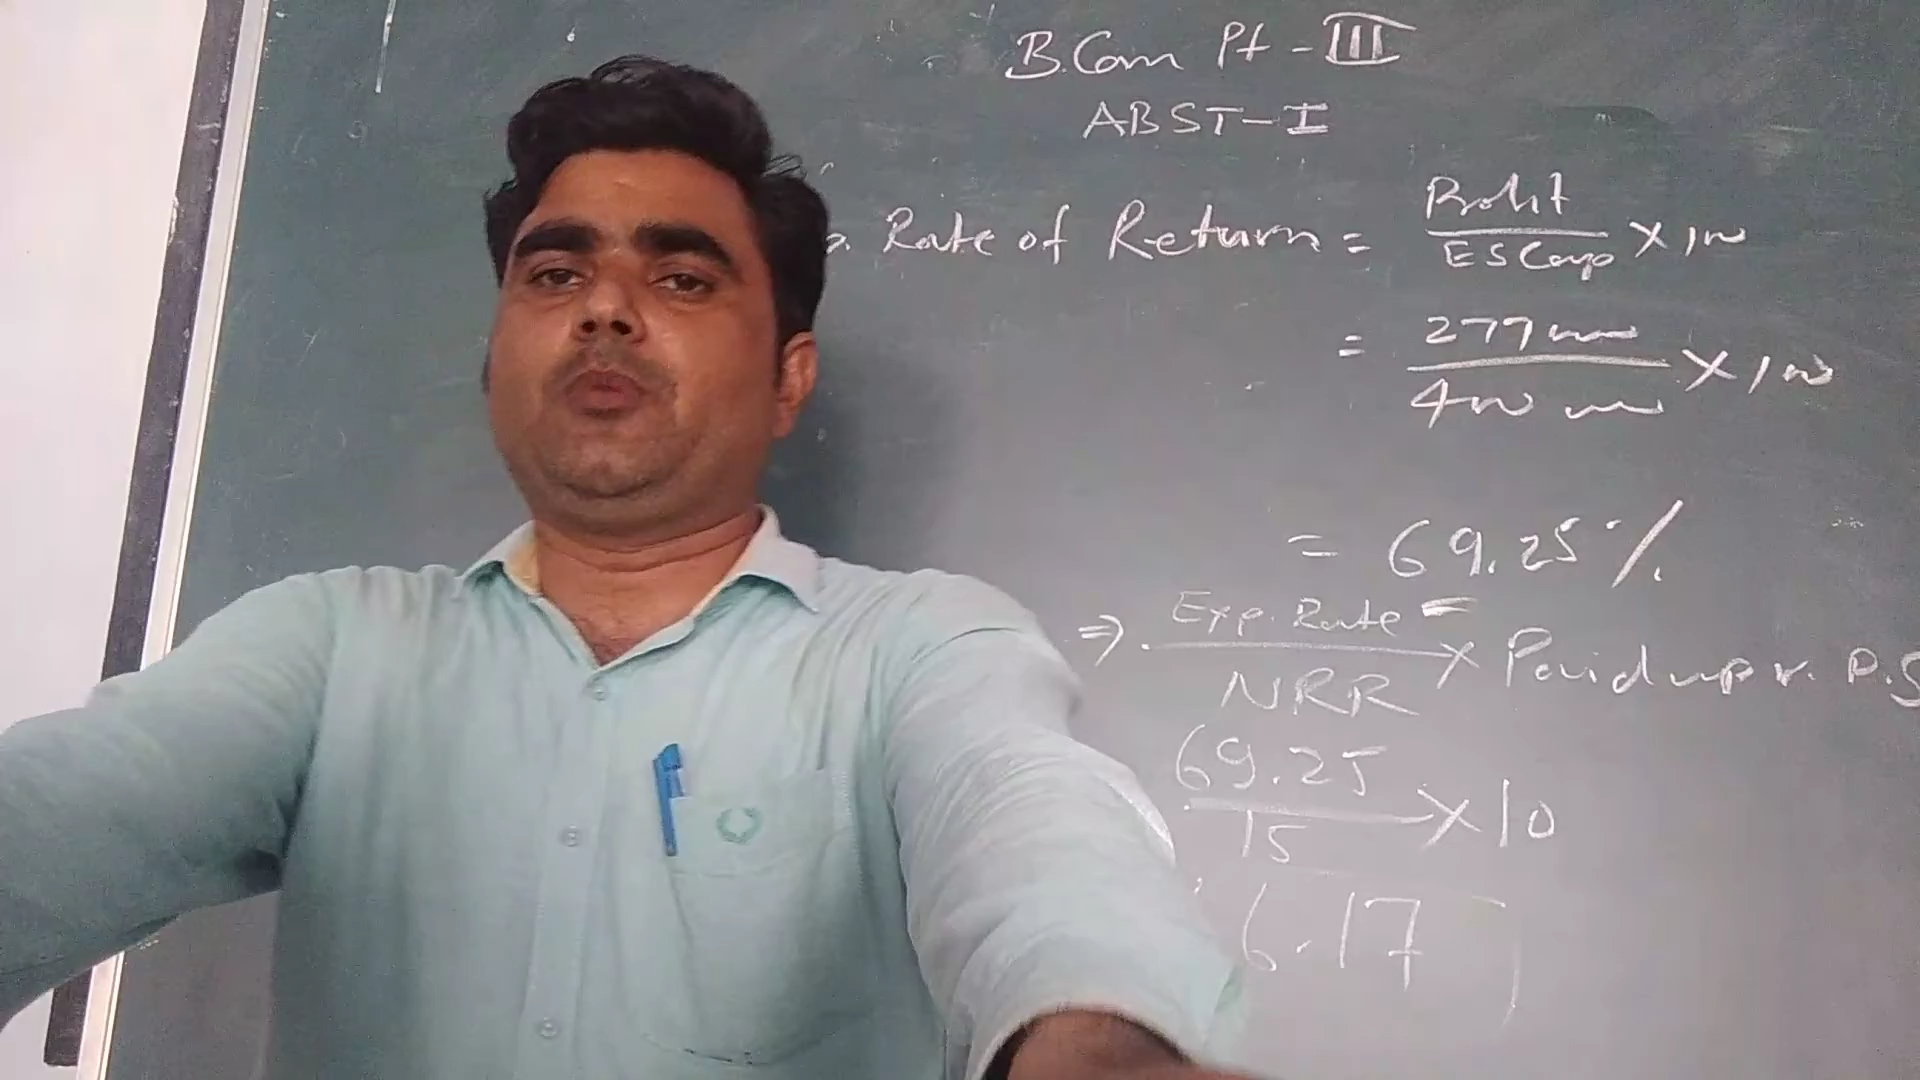 B.Com Pt - III
ABST-I
p. Rate of Return = Profit / ES Cap × 100
= 277000 / 400000 × 100
= 69.25 %
⇒ Exp. Rate / NRR × Paid up v. P.S
69.25 / 15 × 10
6.17